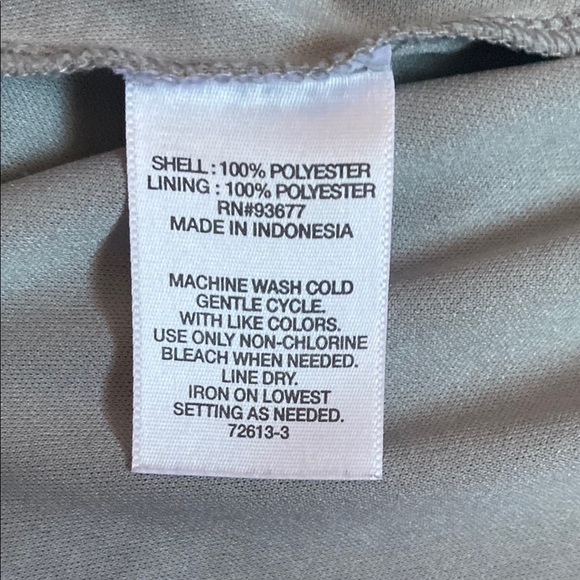 SHELL : 100% POLYESTER
LINING : 100% POLYESTER
RN#93677
MADE IN INDONESIA
MACHINE WASH COLD
GENTLE CYCLE.
WITH LIKE COLORS.
USE ONLY NON-CHLORINE
BLEACH WHEN NEEDED.
LINE DRY.
IRON ON LOWEST
SETTING AS NEEDED.
72613-3